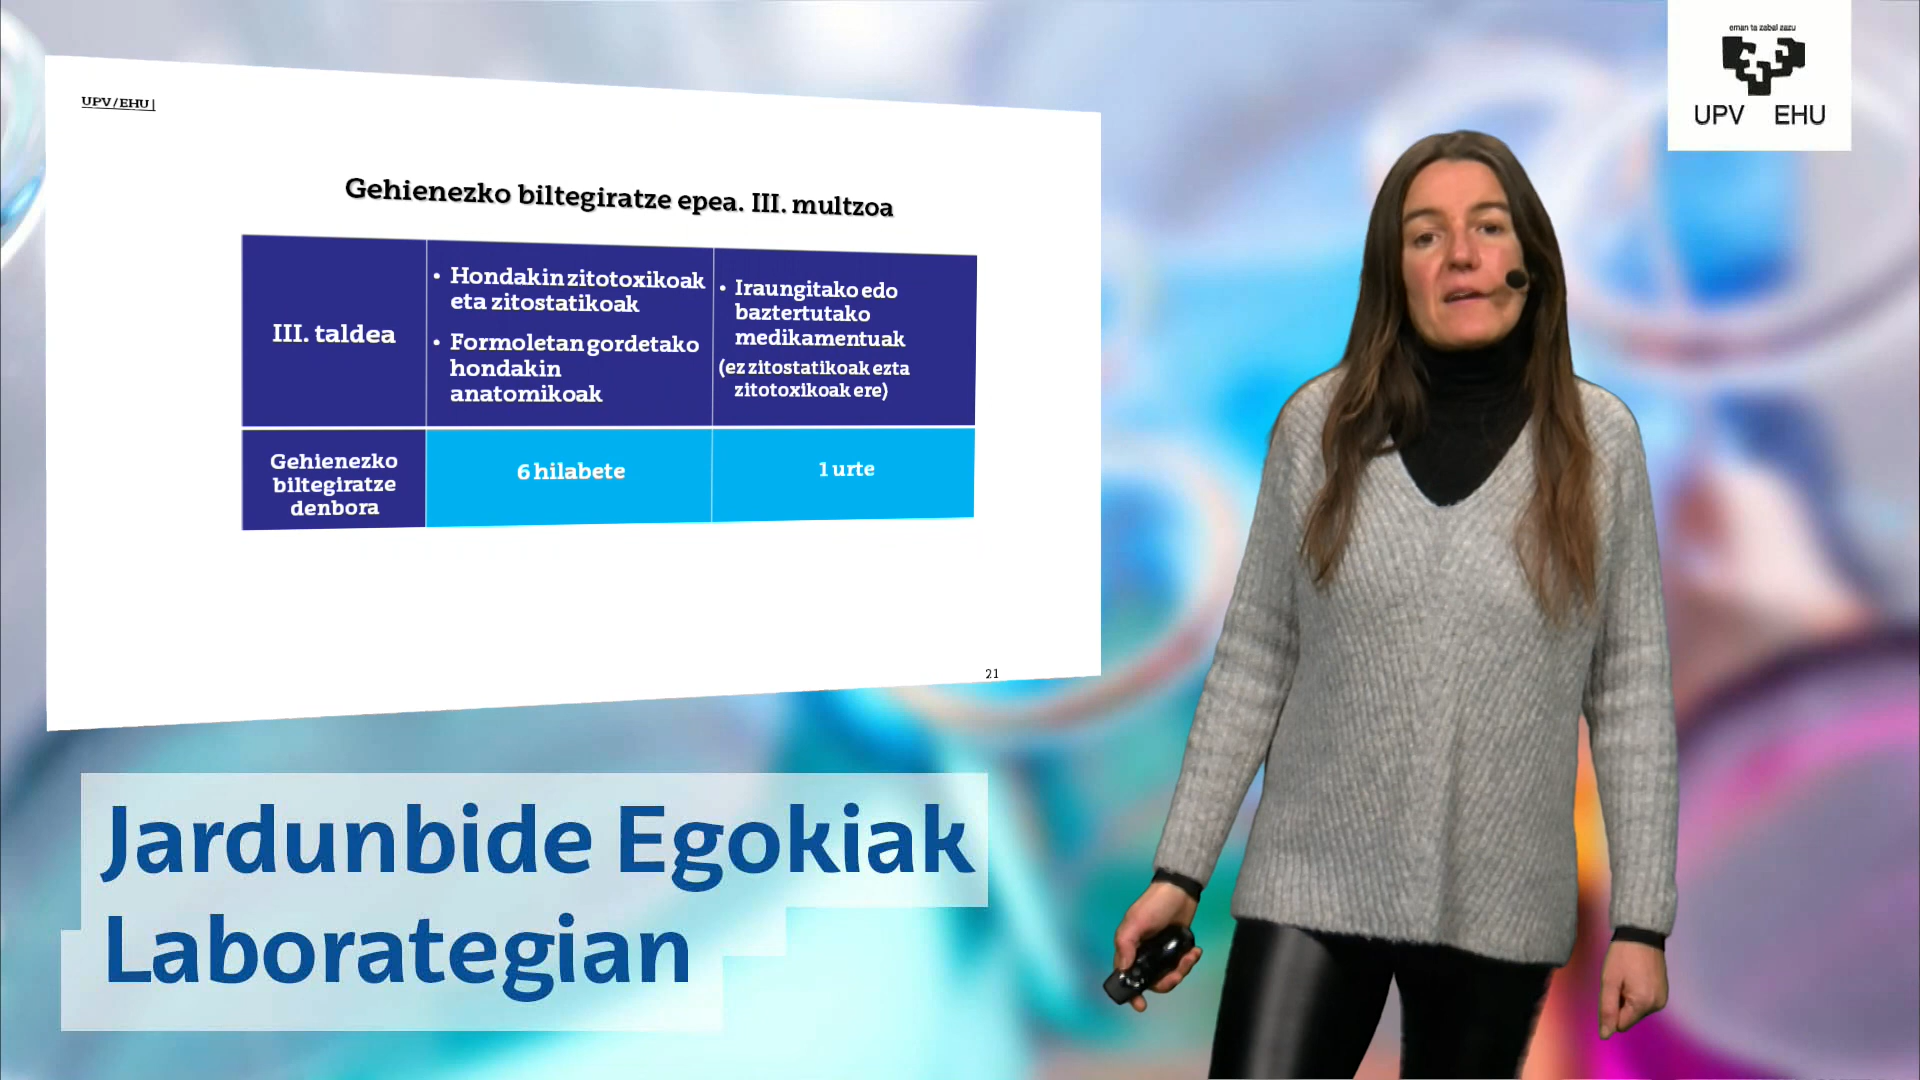 eman ta zabal zazu
UPV EHU
UPV/EHU|
Gehienezko biltegiratze epea. III. multzoa
III. taldea
• Hondakin zitotoxikoak
eta zitostatikoak
• Formoletan gordetako
hondakin
anatomikoak
• Iraungitako edo
baztertutako
medikamentuak
(ez zitostatikoak ezta
zitotoxikoak ere)
Gehienezko
biltegiratze
denbora
6 hilabete
1 urte
21
Jardunbide Egokiak
Laborategian